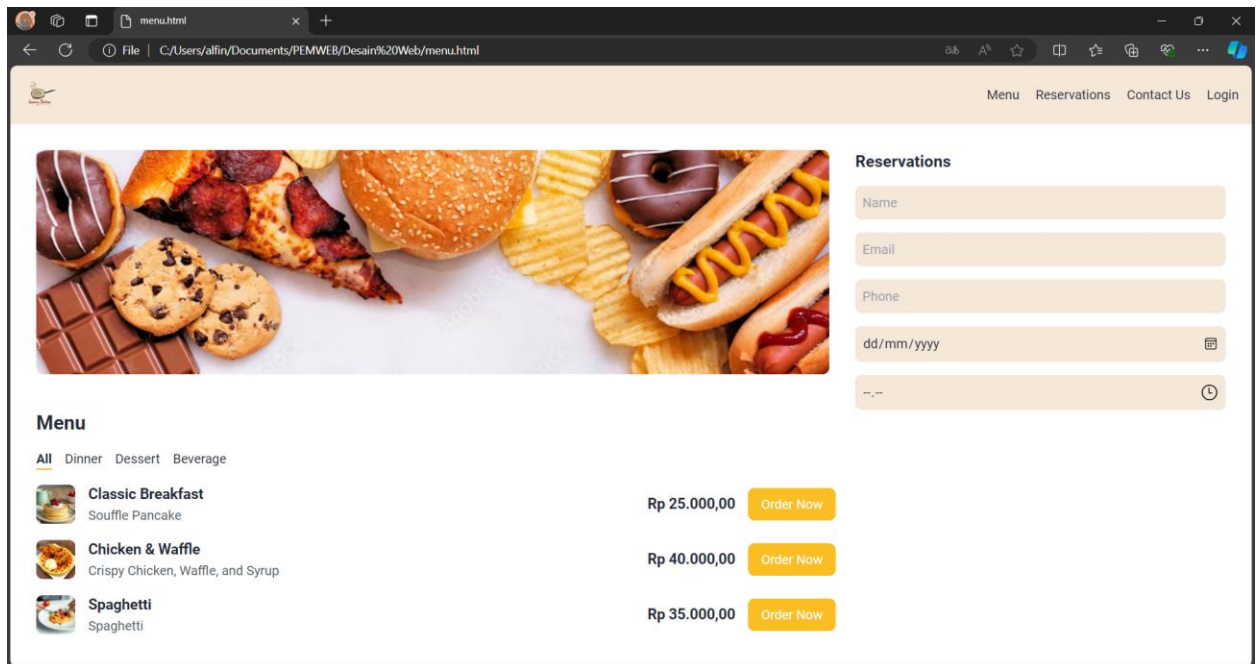 menu.html
File | C:/Users/alfin/Documents/PEMWEB/Desain%20Web/menu.html
Menu Reservations Contact Us Login
Reservations
Name
Email
Phone
dd/mm/yyyy
--.--
Menu
All Dinner Dessert Beverage
Classic Breakfast
Souffle Pancake
Rp 25.000,00 Order Now
Chicken & Waffle
Crispy Chicken, Waffle, and Syrup
Rp 40.000,00 Order Now
Spaghetti
Spaghetti
Rp 35.000,00 Order Now